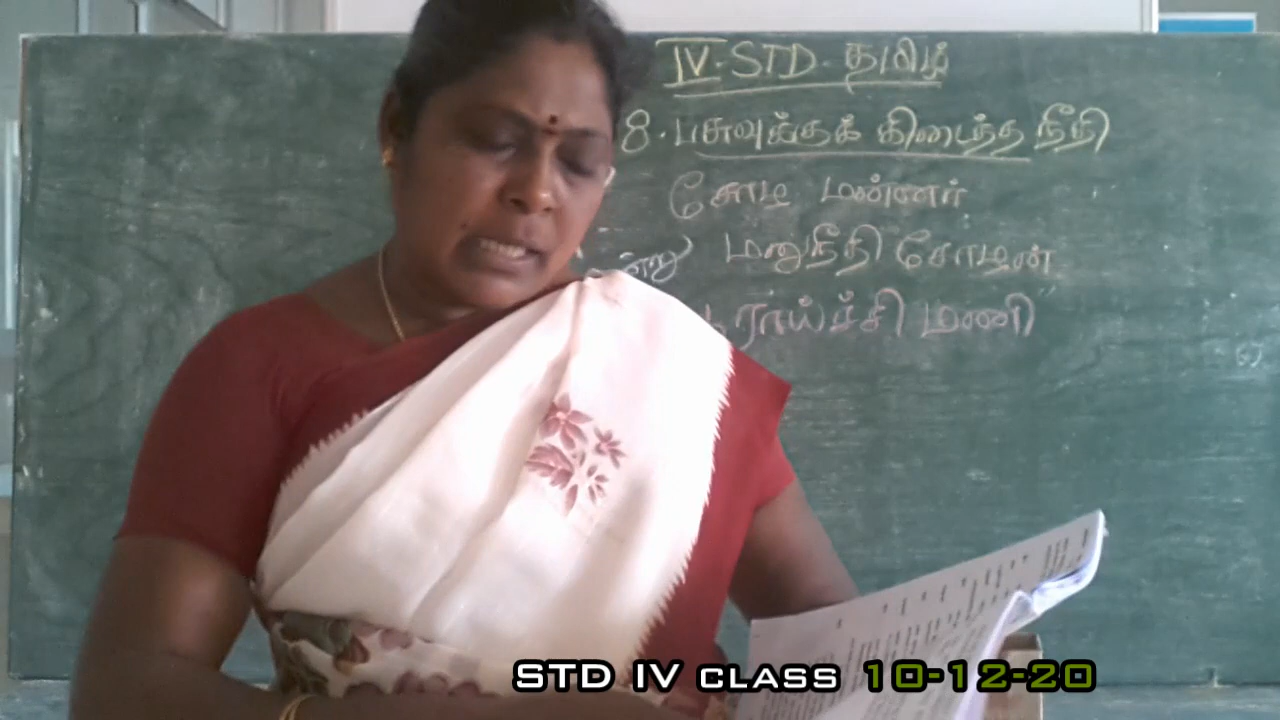 IV-STD-தமிழ்
8. பசுவுக்குக் கிடைத்த நீதி
சோழ மன்னர்
மனுநீதி சோழன்
ராய்ச்சி மணி"
STD IV CLASS 10-12-20